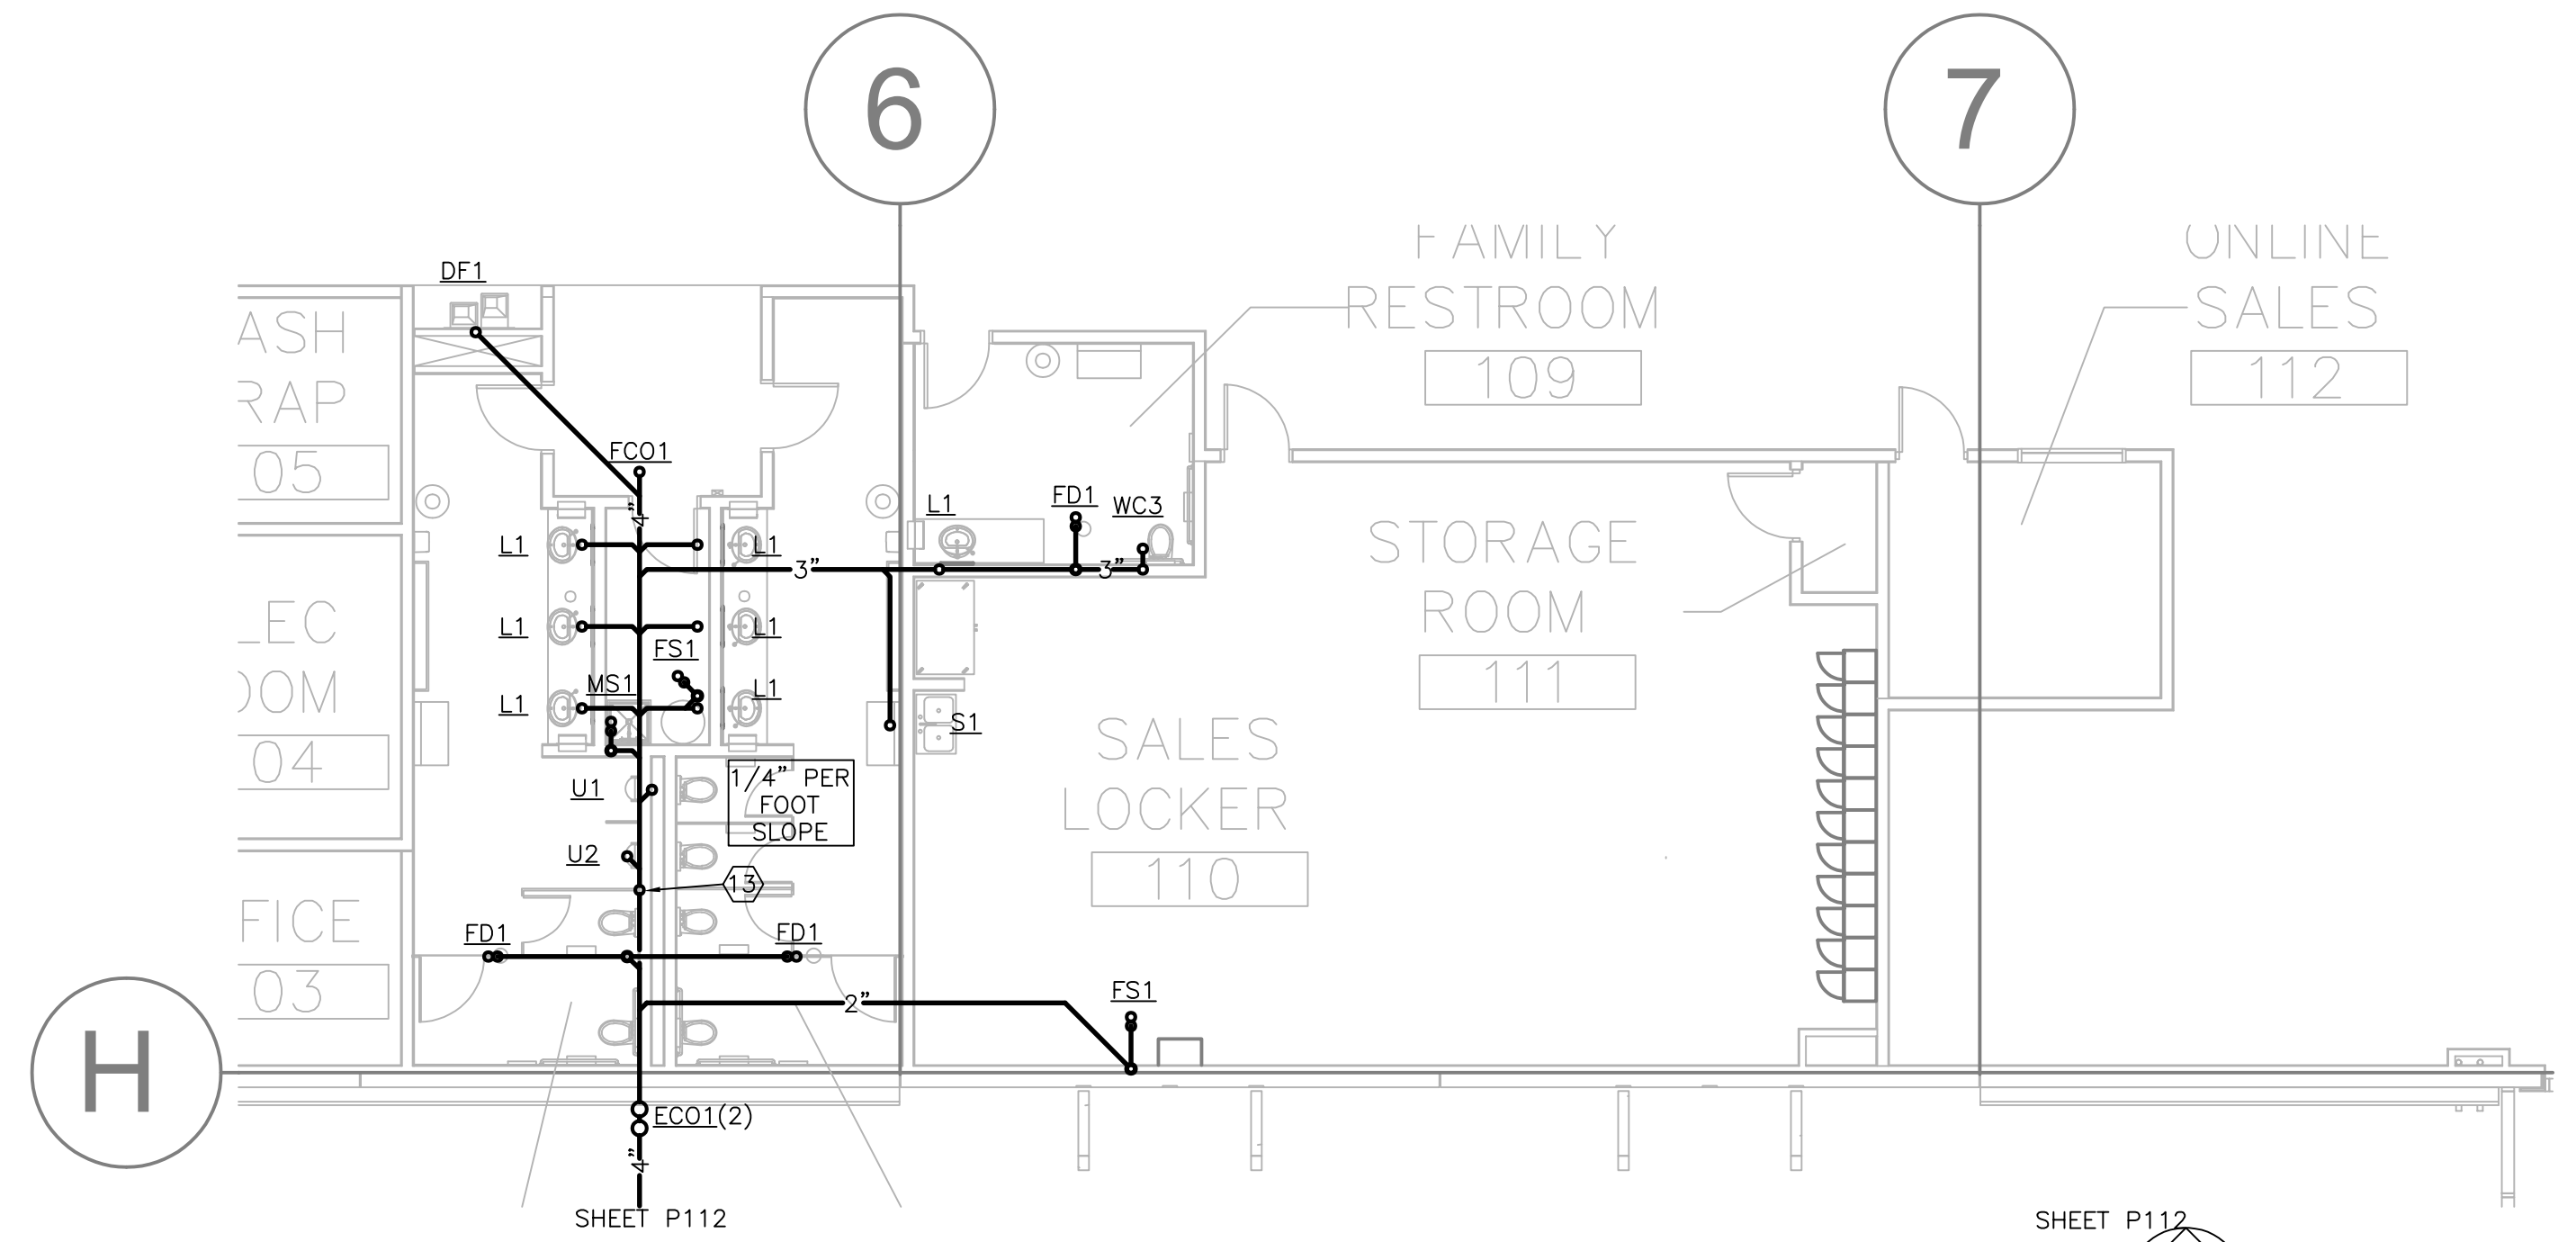 6
7
FAMILY
RESTROOM
109
ONLINE
SALES
112
DF1
ASH
RAP
05
FCO1
4"
L1
FD1
WC3
L1
L1
3"
3"
STORAGE
ROOM
111
LEC
OOM
04
L1
L1
FS1
MS1
L1
L1
S1
SALES
LOCKER
110
U1
1/4" PER
FOOT
SLOPE
U2
13
FFICE
03
FD1
FD1
2"
FS1
H
ECO1(2)
4"
SHEET P112
SHEET P112